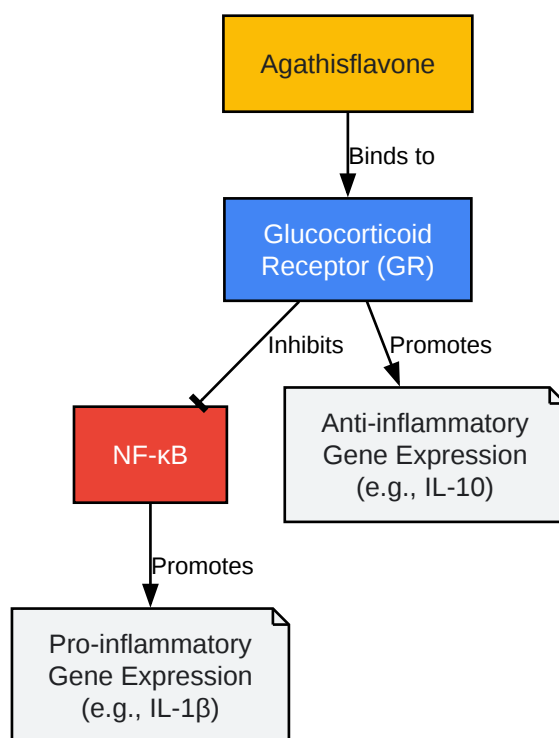 Agathisflavone
Binds to
Glucocorticoid
Receptor (GR)
Inhibits
Promotes
NF-κB
Anti-inflammatory
Gene Expression
(e.g., IL-10)
Promotes
Pro-inflammatory
Gene Expression
(e.g., IL-1β)